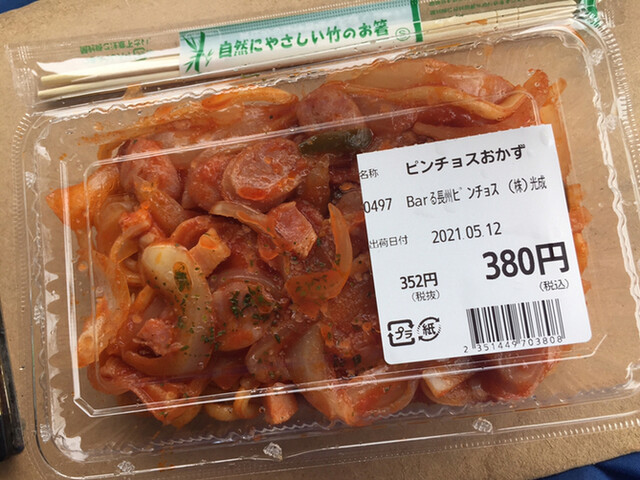 自然にやさしい竹のお箸
名称 ピンチョスおかず
0497 Barる長州ピンチョス (株)光成
出荷日付 2021.05.12
352円 380円
(税抜) (税込)
プラ 紙
2 351449 703808